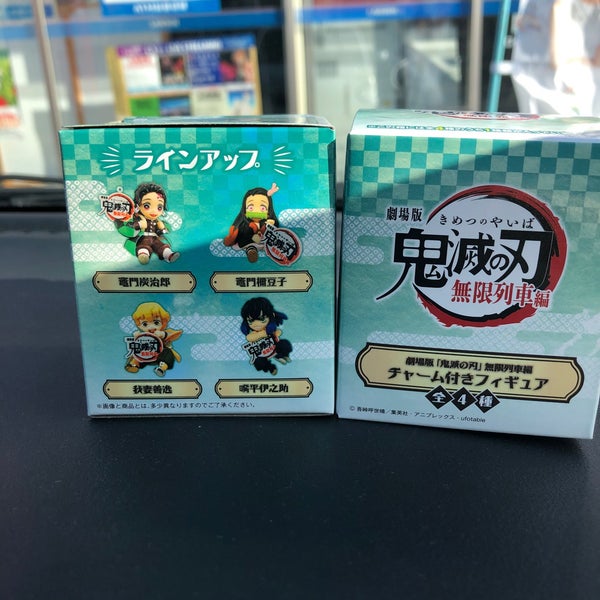 ラインアップ
竈門炭治郎
竈門禰豆子
我妻善逸
嘴平伊之助
※画像と商品とは、多少異なりますのでご了承ください。
劇場版
きめつのやいば
鬼滅の刃
無限列車編
劇場版「鬼滅の刃」無限列車編
チャーム付きフィギュア
全4種
© 吾峠呼世晴/集英社・アニプレックス・ufotable